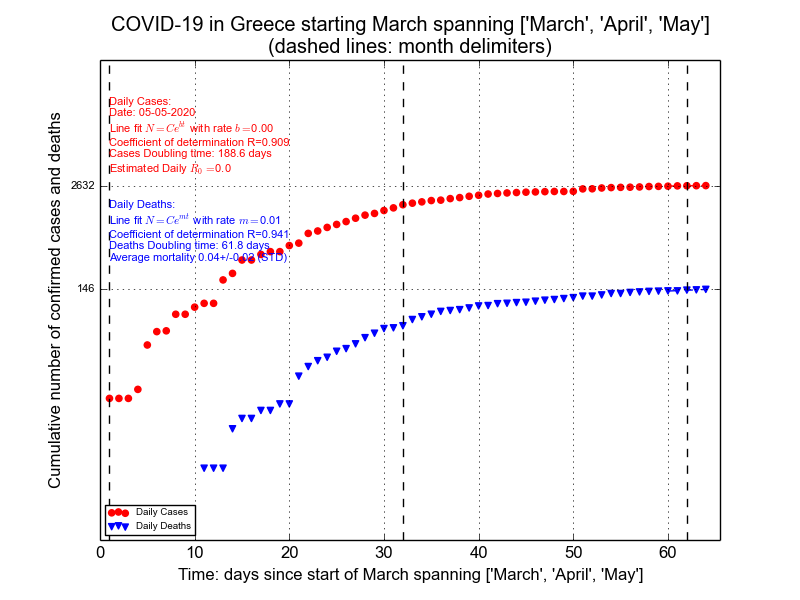 COVID-19 in Greece starting March spanning ['March', 'April', 'May']
(dashed lines: month delimiters)
Cumulative number of confirmed cases and deaths
Daily Cases:
Date: 05-05-2020
Line fit N = Ce^{bt} with rate b =0.00
Coefficient of determination R=0.909
Cases Doubling time: 188.6 days
Estimated Daily R̂_0 =0.0
2632
Daily Deaths:
Line fit N = Ce^{mt} with rate m =0.01
Coefficient of determination R=0.941
Deaths Doubling time: 61.8 days
Average mortality 0.04+/-0.02 (STD)
146
Daily Cases
Daily Deaths
0 10 20 30 40 50 60
Time: days since start of March spanning ['March', 'April', 'May']